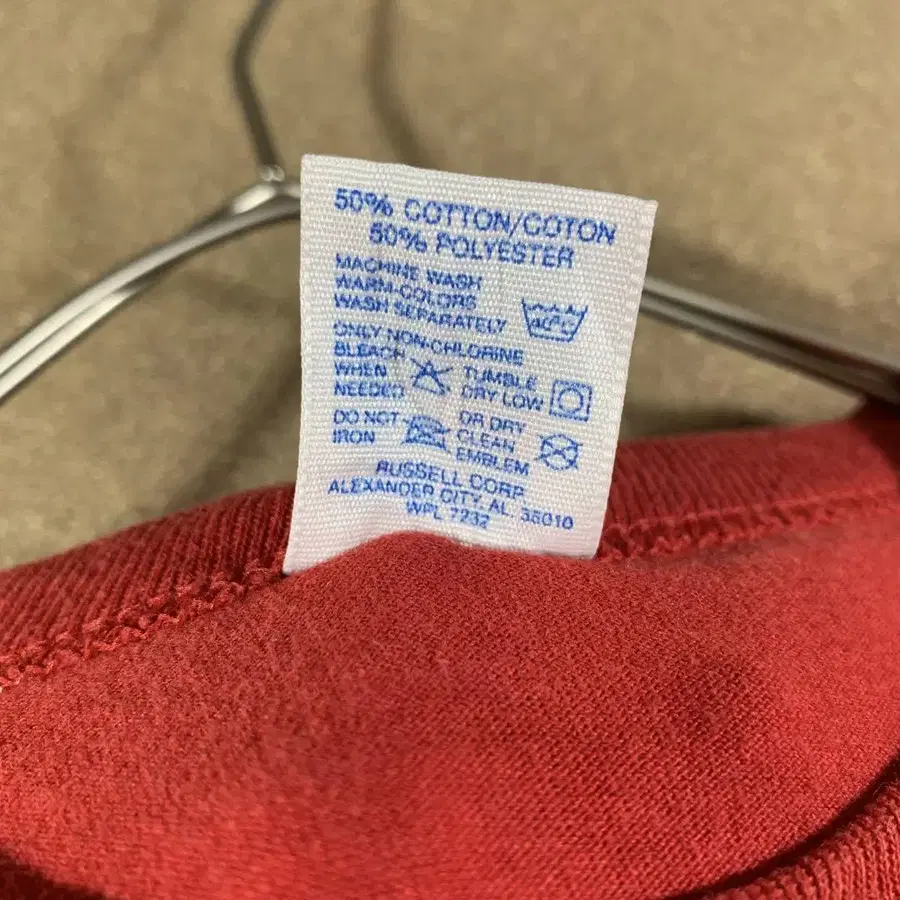 50% COTTON/COTON
50% POLYESTER
MACHINE WASH
WARM-COLORS
WASH SEPARATELY
40°C
ONLY NON-CHLORINE
BLEACH
WHEN
NEEDED
TUMBLE
DRY LOW
DO NOT
IRON
OR DRY
CLEAN
EMBLEM
RUSSELL CORP.
ALEXANDER CITY, AL. 35010
WPL 7232